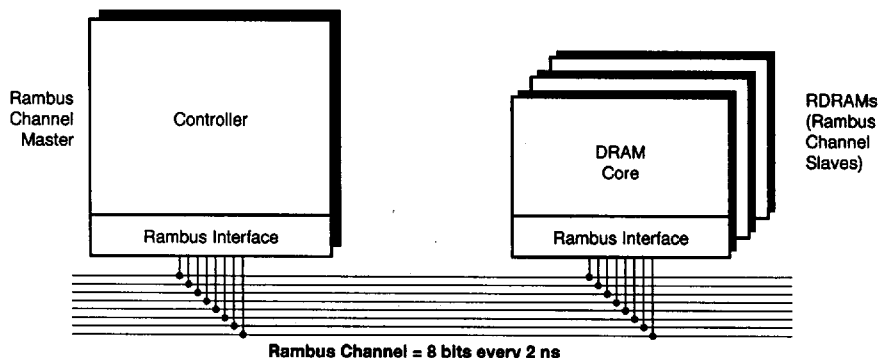 Rambus
Channel
Master
Controller
Rambus Interface
DRAM
Core
Rambus Interface
RDRAMs
(Rambus
Channel
Slaves)
Rambus Channel = 8 bits every 2 ns